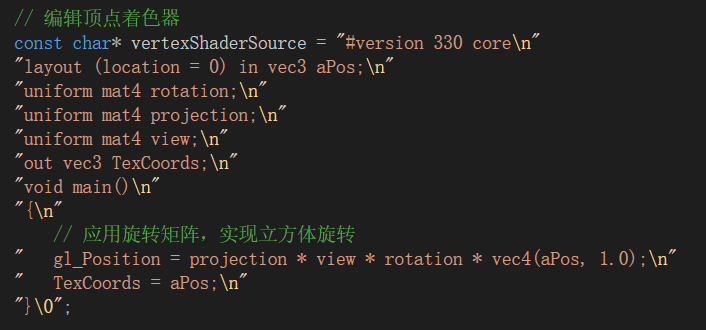 // 编辑顶点着色器
const char* vertexShaderSource = "#version 330 core\n"
"layout (location = 0) in vec3 aPos;\n"
"uniform mat4 rotation;\n"
"uniform mat4 projection;\n"
"uniform mat4 view;\n"
"out vec3 TexCoords;\n"
"void main()\n"
"{\n"
    // 应用旋转矩阵，实现立方体旋转
"   gl_Position = projection * view * rotation * vec4(aPos, 1.0);\n"
"   TexCoords = aPos;\n"
"}\0";